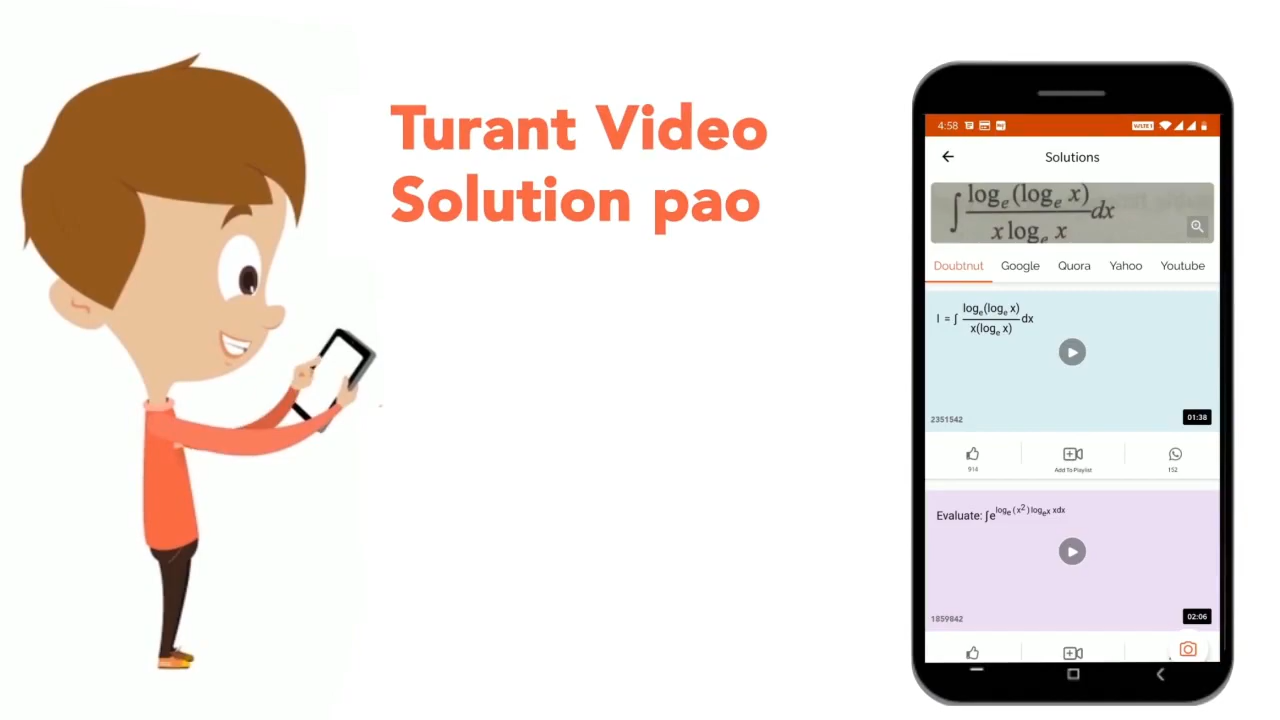 Turant Video
Solution pao
4:58
VoLTE1
Solutions
∫ logₑ(logₑ x) / x logₑ x dx
Doubtnut Google Quora Yahoo Youtube
I = ∫ logₑ(logₑ x) / x(logₑ x) dx
2351542 01:38
914 Add To Playlist 152
Evaluate: ∫e^logₑ(x²)logₑx xdx
1859842 02:06